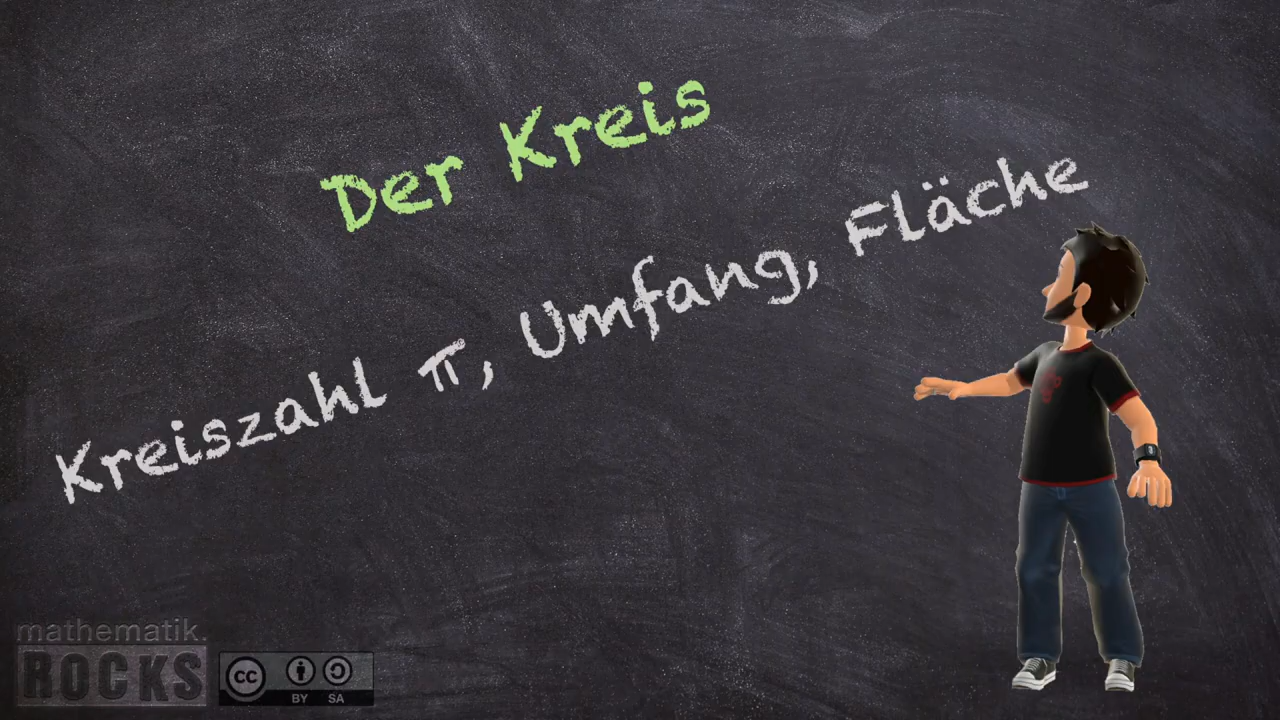 Der Kreis
Kreiszahl π, Umfang, Fläche
mathematik.
ROCKS
cc
BY SA